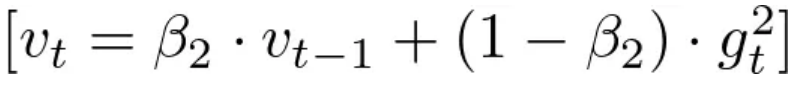 [v_t = β_2 · v_{t−1} + (1 − β_2) · g_t^2]